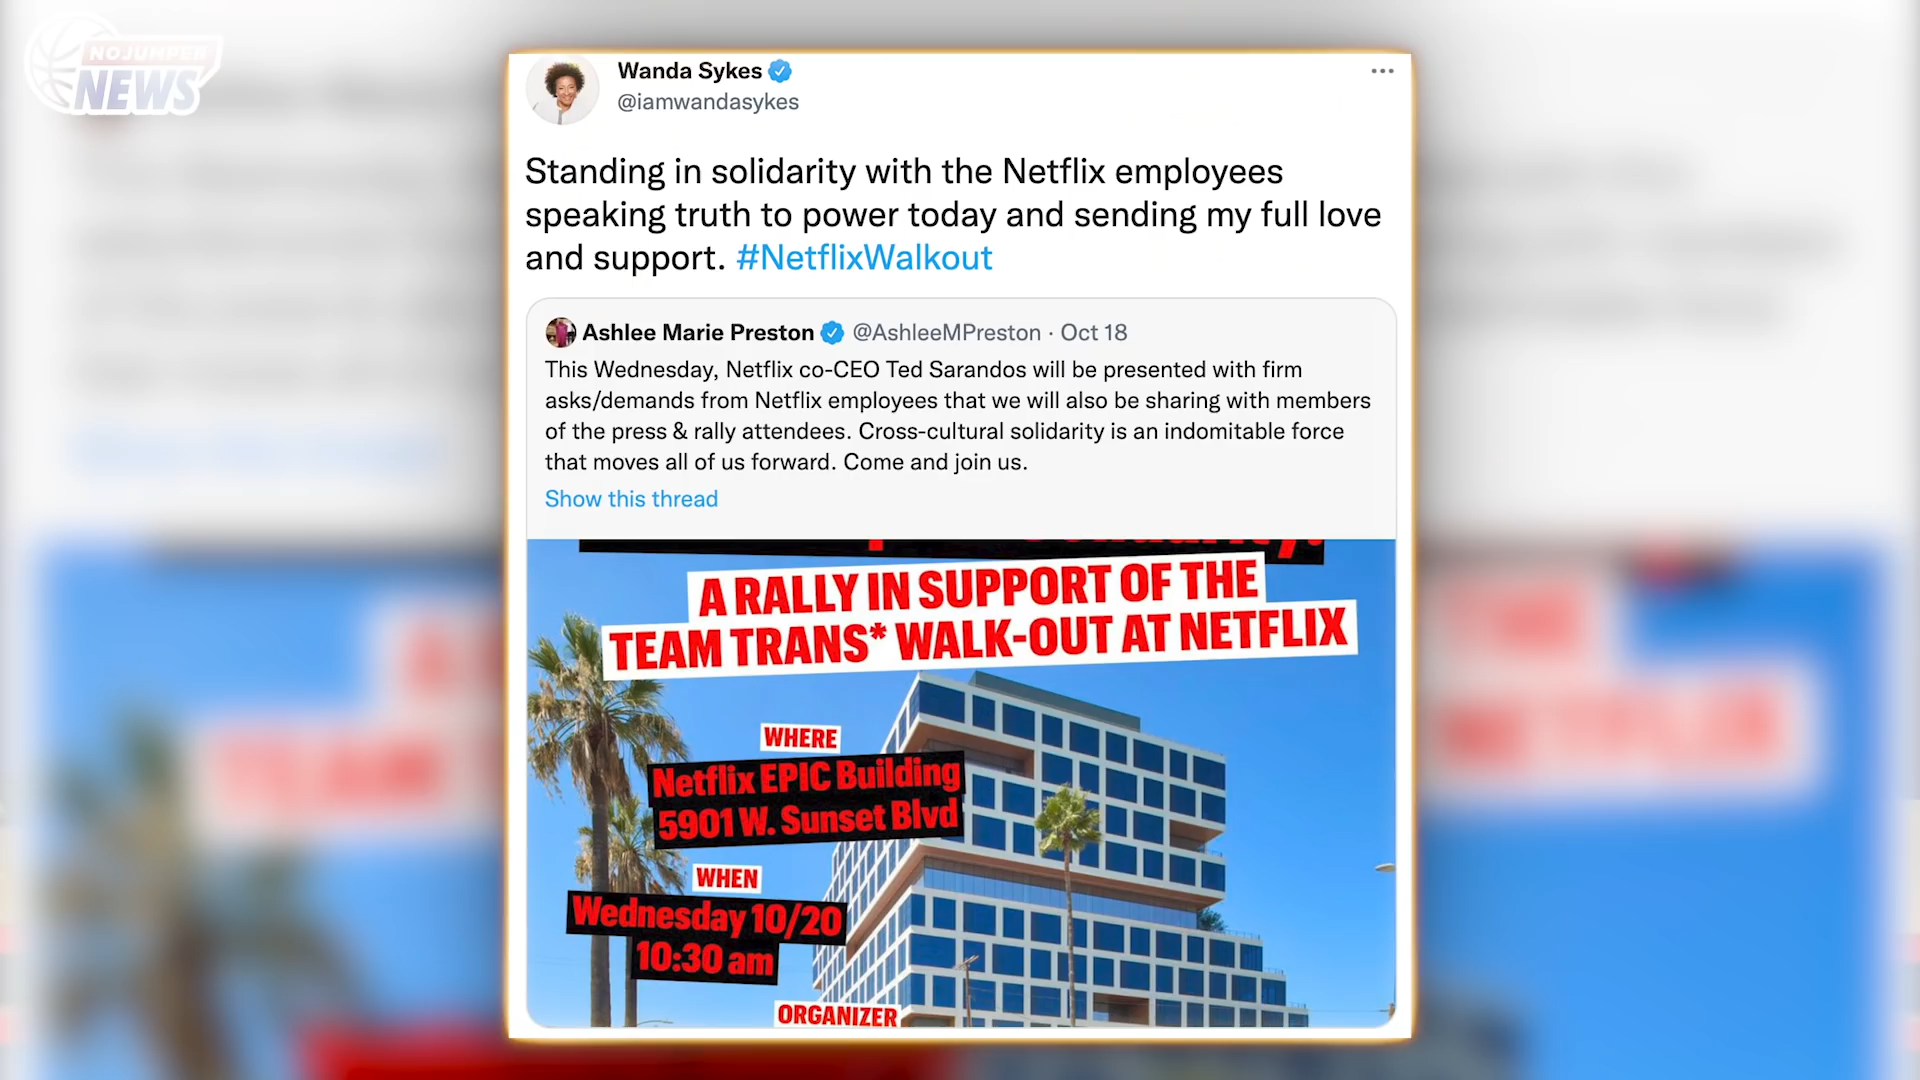 NOJUMPER
NEWS
Wanda Sykes
@iamwandasykes
Standing in solidarity with the Netflix employees
speaking truth to power today and sending my full love
and support. #NetflixWalkout
Ashlee Marie Preston @AshleeMPreston · Oct 18
This Wednesday, Netflix co-CEO Ted Sarandos will be presented with firm
asks/demands from Netflix employees that we will also be sharing with members
of the press & rally attendees. Cross-cultural solidarity is an indomitable force
that moves all of us forward. Come and join us.
Show this thread
A RALLY IN SUPPORT OF THE
TEAM TRANS* WALK-OUT AT NETFLIX
WHERE
Netflix EPIC Building
5901 W. Sunset Blvd
WHEN
Wednesday 10/20
10:30 am
ORGANIZER